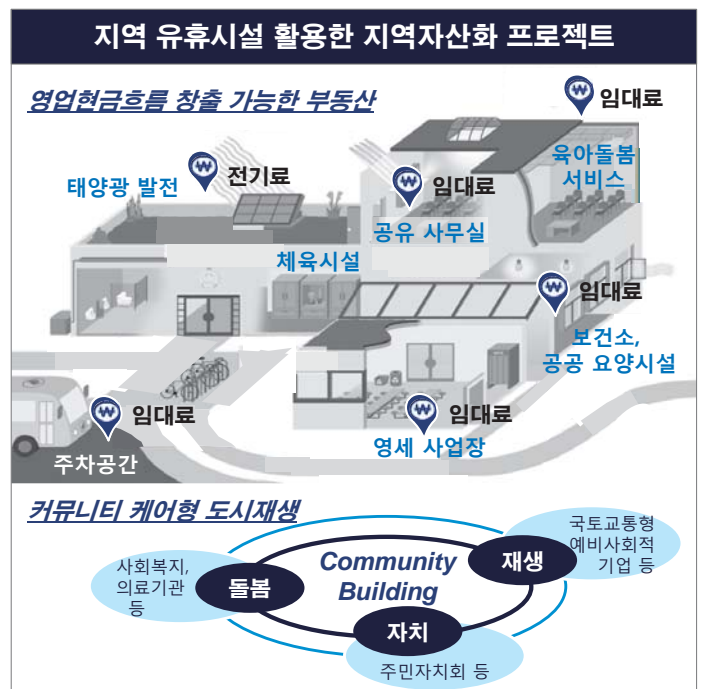 지역 유휴시설 활용한 지역자산화 프로젝트
영업현금흐름 창출 가능한 부동산
₩ 임대료
육아돌봄
서비스
₩ 전기료
태양광 발전
₩ 임대료
공유 사무실
체육시설
₩ 임대료
보건소,
공공 요양시설
₩ 임대료
영세 사업장
₩ 임대료
주차공간
커뮤니티 케어형 도시재생
국토교통형
예비사회적
기업 등
재생
Community
Building
사회복지,
의료기관
등
돌봄
자치
주민자치회 등